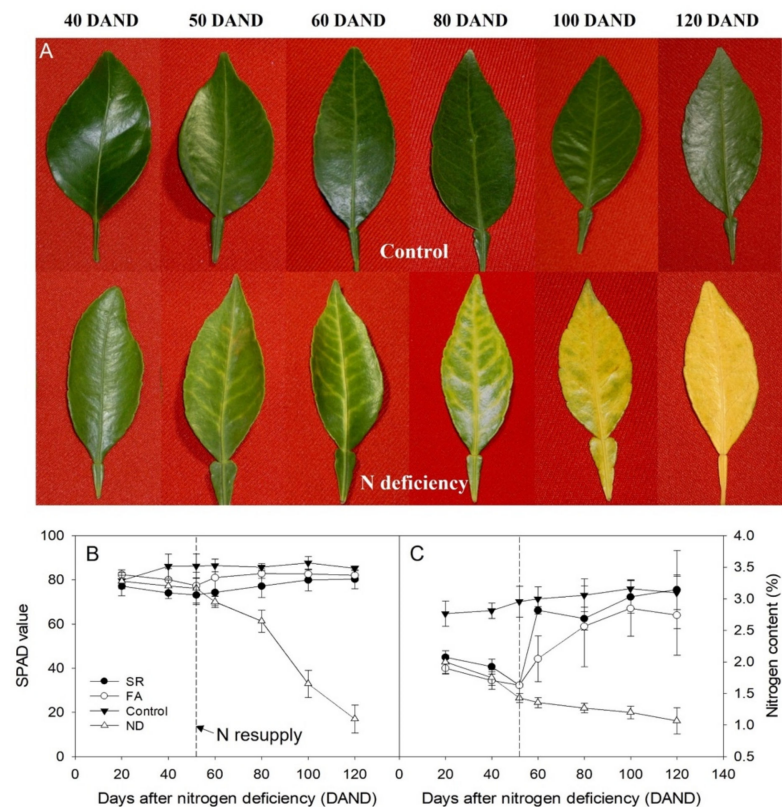 40 DAND 50 DAND 60 DAND 80 DAND 100 DAND 120 DAND
A
Control
N deficiency
100
80
60
40
20
0
SPAD value
B
SR
FA
Control
ND
N resupply
0 20 40 60 80 100 120
Days after nitrogen deficiency (DAND)
C
4.0
3.5
3.0
2.5
2.0
1.5
1.0
0.5
Nitrogen content (%)
0 20 40 60 80 100 120
Days after nitrogen deficiency (DAND)